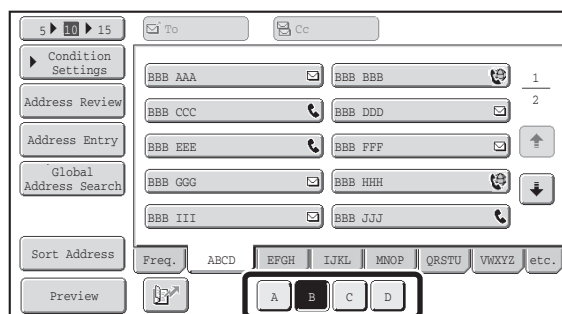 5 10 15
To
Cc
Condition
Settings
Address Review
Address Entry
Global
Address Search
Sort Address
Preview
BBB AAA
BBB BBB
BBB CCC
BBB DDD
BBB EEE
BBB FFF
BBB GGG
BBB HHH
BBB III
BBB JJJ
1
2
Freq. ABCD EFGH IJKL MNOP QRSTU VWXYZ etc.
A B C D